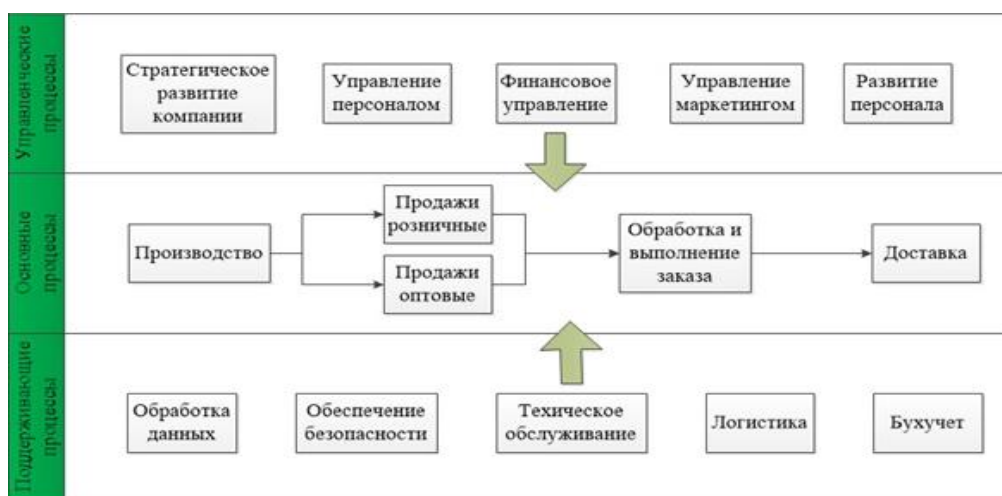 Управленческие
процессы
Стратегическое
развитие
компании
Управление
персоналом
Финансовое
управление
Управление
маркетингом
Развитие
персонала
Основные
процессы
Производство
Продажи
розничные
Продажи
оптовые
Обработка и
выполнение
заказа
Доставка
Поддерживающие
процессы
Обработка
данных
Обеспечение
безопасности
Техическое
обслуживание
Логистика
Бухучет